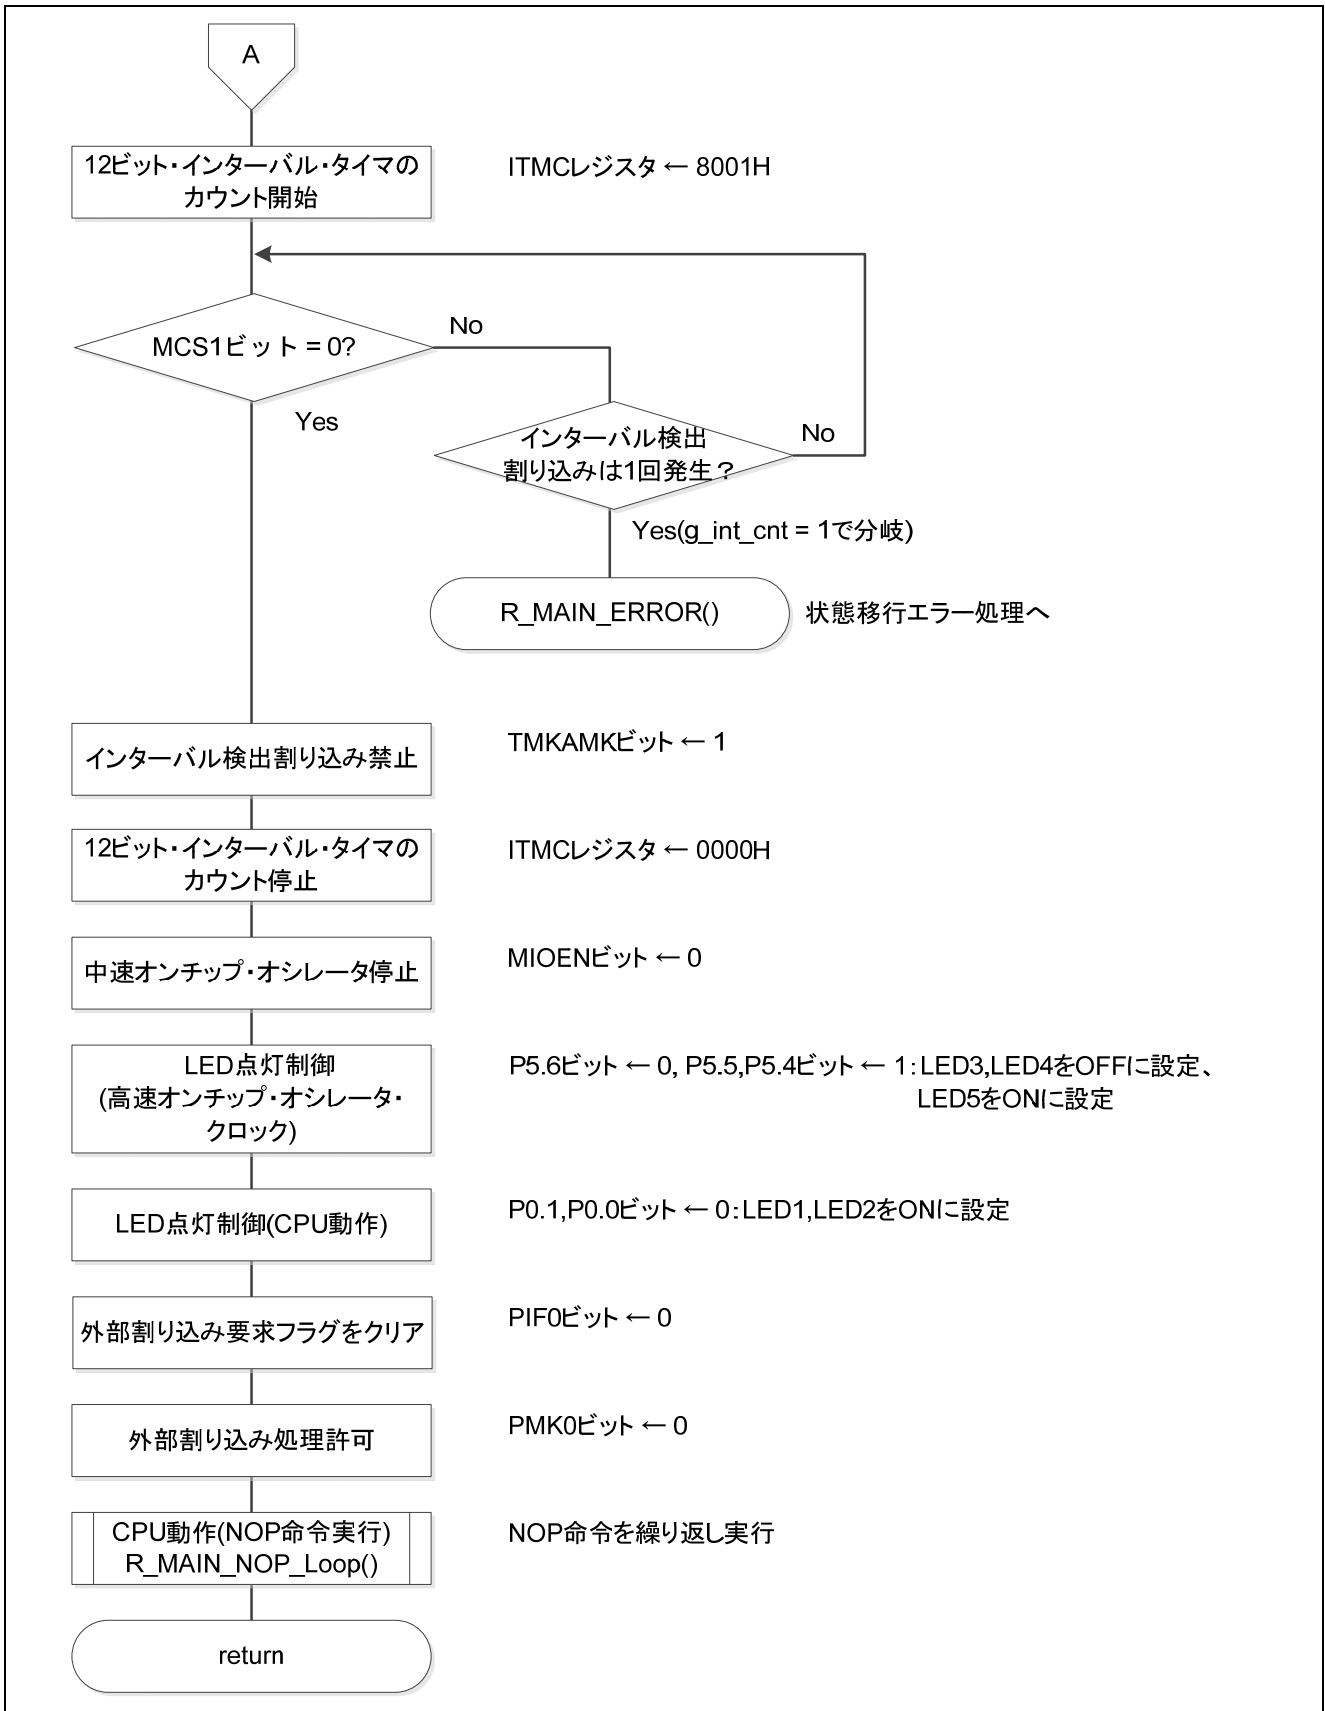 A
12ビット・インターバル・タイマの
カウント開始
ITMCレジスタ ← 8001H
MCS1ビット = 0?
No
Yes
インターバル検出
割り込みは1回発生？
No
Yes(g_int_cnt = 1で分岐)
R_MAIN_ERROR()
状態移行エラー処理へ
インターバル検出割り込み禁止
TMKAMKビット ← 1
12ビット・インターバル・タイマの
カウント停止
ITMCレジスタ ← 0000H
中速オンチップ・オシレータ停止
MIOENビット ← 0
LED点灯制御
(高速オンチップ・オシレータ・
クロック)
P5.6ビット ← 0, P5.5,P5.4ビット ← 1：LED3,LED4をOFFに設定、
LED5をONに設定
LED点灯制御(CPU動作)
P0.1,P0.0ビット ← 0：LED1,LED2をONに設定
外部割り込み要求フラグをクリア
PIF0ビット ← 0
外部割り込み処理許可
PMK0ビット ← 0
CPU動作(NOP命令実行)
R_MAIN_NOP_Loop()
NOP命令を繰り返し実行
return